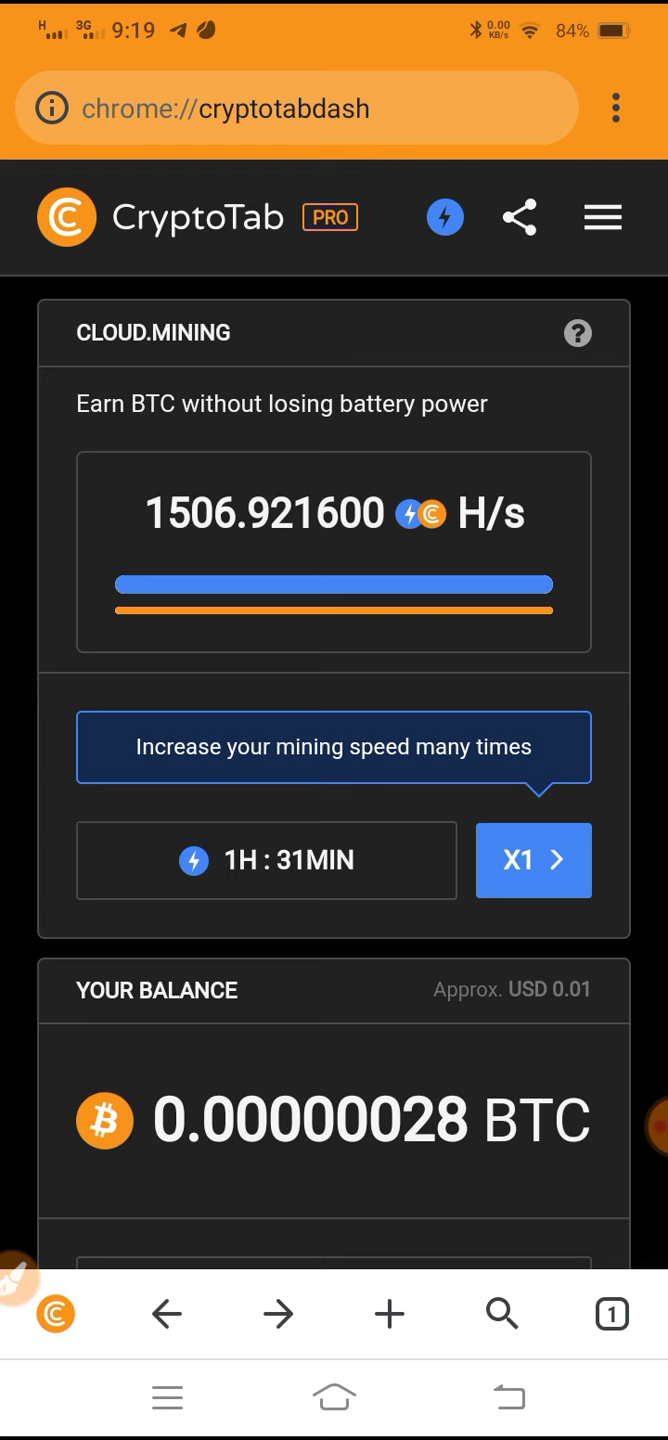 H 3G 9:19 0.00 KB/s 84%
chrome://cryptotabdash
CryptoTab PRO
CLOUD.MINING ?
Earn BTC without losing battery power
1506.921600 H/s
Increase your mining speed many times
1H : 31MIN X1 >
YOUR BALANCE Approx. USD 0.01
0.00000028 BTC
1